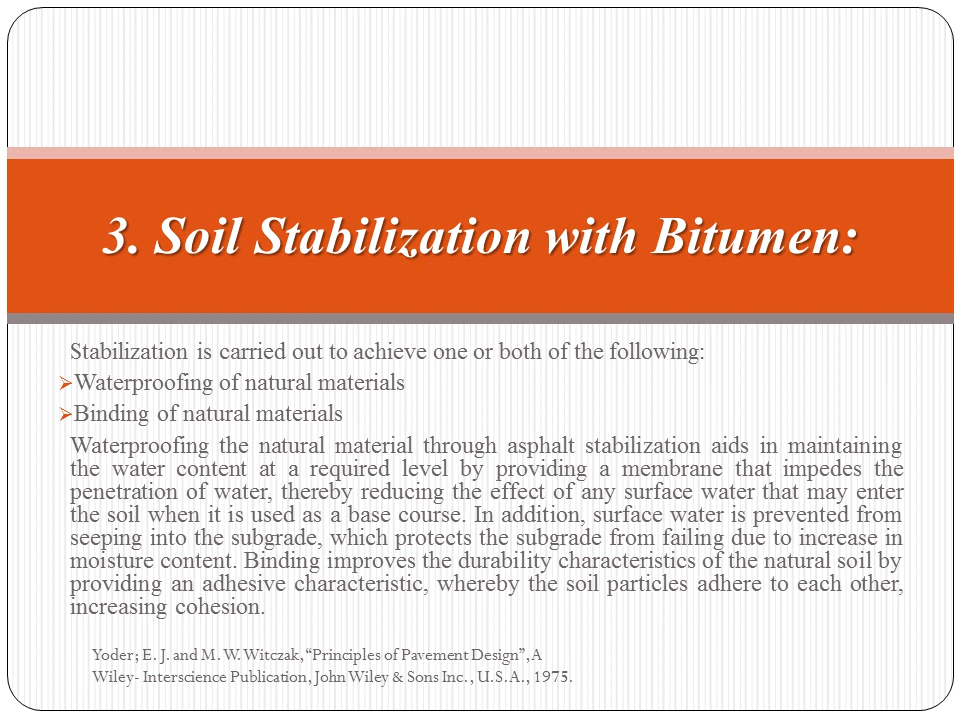 3. Soil Stabilization with Bitumen:
Stabilization is carried out to achieve one or both of the following:
Waterproofing of natural materials
Binding of natural materials
Waterproofing the natural material through asphalt stabilization aids in maintaining
the water content at a required level by providing a membrane that impedes the
penetration of water, thereby reducing the effect of any surface water that may enter
the soil when it is used as a base course. In addition, surface water is prevented from
seeping into the subgrade, which protects the subgrade from failing due to increase in
moisture content. Binding improves the durability characteristics of the natural soil by
providing an adhesive characteristic, whereby the soil particles adhere to each other,
increasing cohesion.
Yoder; E. J. and M. W. Witczak, “Principles of Pavement Design”, A
Wiley- Interscience Publication, John Wiley & Sons Inc., U.S.A., 1975.